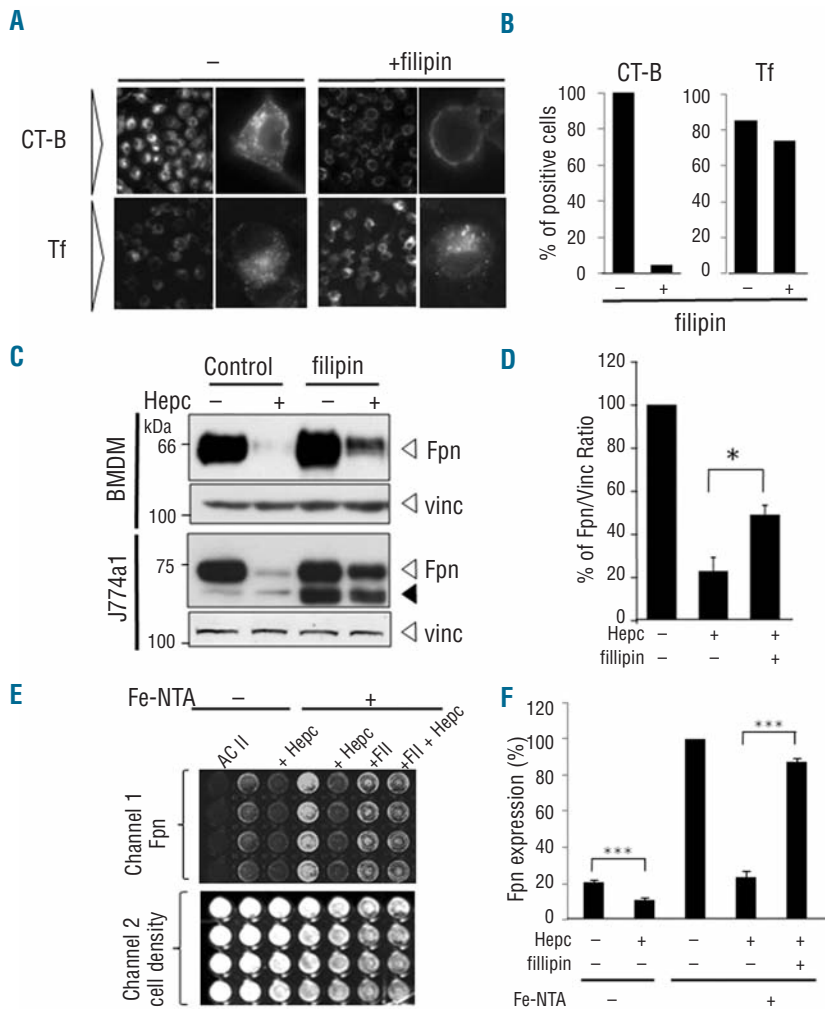 A
–
+filipin
CT-B
Tf
B
CT-B
Tf
% of positive cells
100
80
60
40
20
0
100
80
60
40
20
0
– +
– +
filipin
C
Control
filipin
Hepc – + – +
kDa
BMDM
66
Fpn
100
vinc
J774a1
75
Fpn
100
vinc
D
% of Fpn/Vinc Ratio
120
100
80
60
40
20
0
*
Hepc – + +
fillipin – – +
E
Fe-NTA – +
AC II
+ Hepc
+ Hepc
+FII
+FII + Hepc
Channel 1
Fpn
Channel 2
cell density
F
Fpn expression (%)
120
100
80
60
40
20
0
***
***
Hepc – + – + +
fillipin – – – – +
Fe-NTA – +